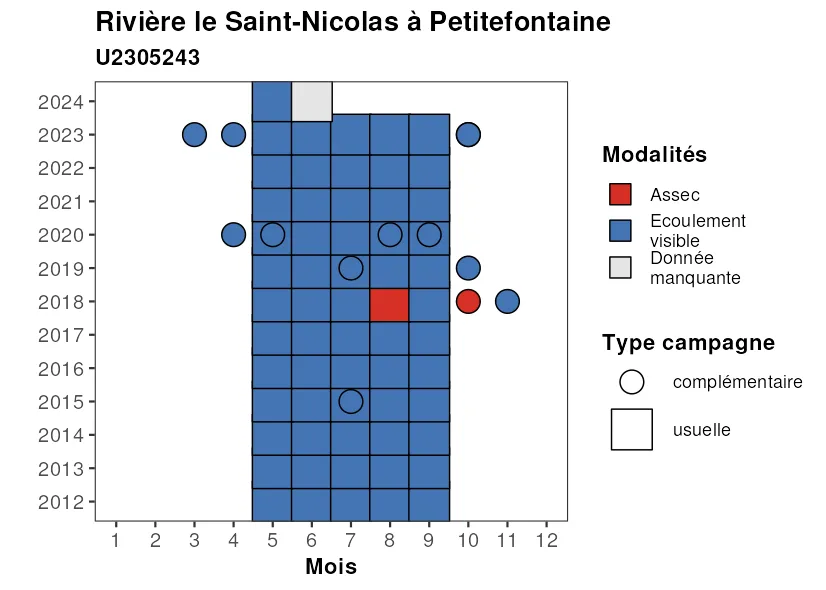 Rivière le Saint-Nicolas à Petitefontaine
U2305243
2024
2023
2022
2021
2020
2019
2018
2017
2016
2015
2014
2013
2012
1 2 3 4 5 6 7 8 9 10 11 12
Mois
Modalités
Assec
Ecoulement
visible
Donnée
manquante
Type campagne
complémentaire
usuelle